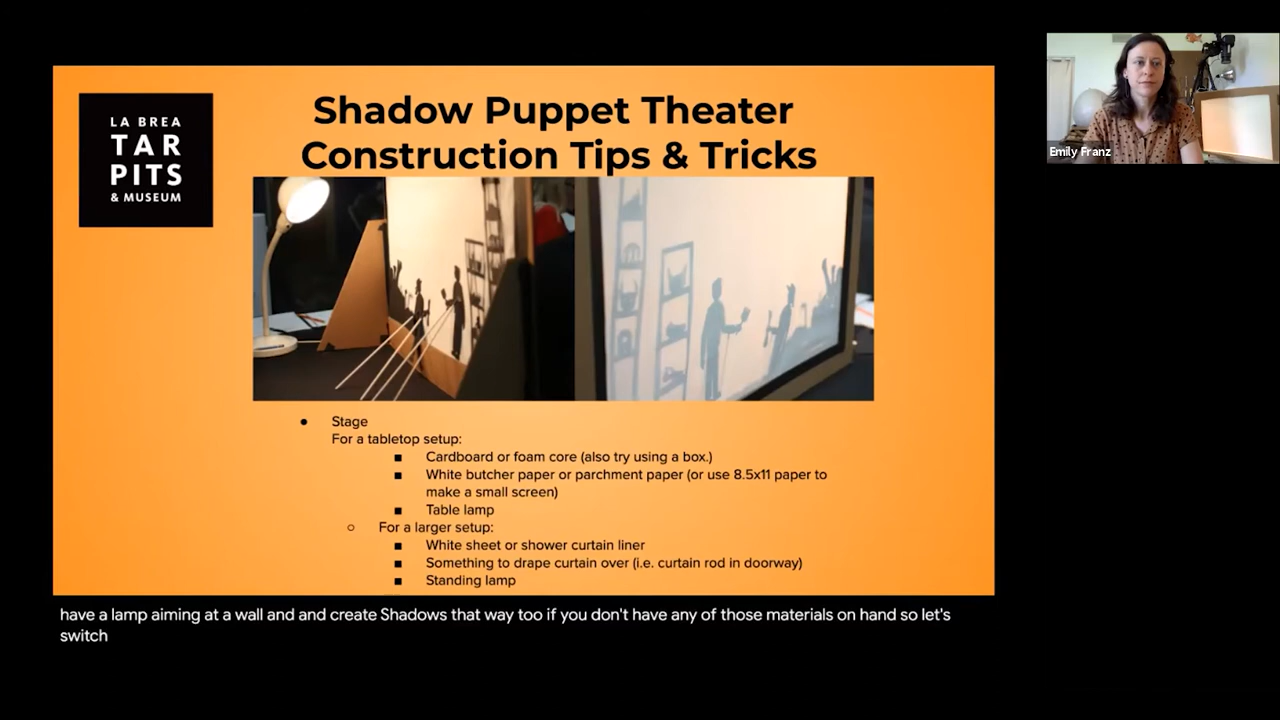 LA BREA
TAR
PITS
& MUSEUM
Shadow Puppet Theater
Construction Tips & Tricks
Emily Franz
● Stage
For a tabletop setup:
■ Cardboard or foam core (also try using a box.)
■ White butcher paper or parchment paper (or use 8.5x11 paper to
make a small screen)
■ Table lamp
○ For a larger setup:
■ White sheet or shower curtain liner
■ Something to drape curtain over (i.e. curtain rod in doorway)
■ Standing lamp
have a lamp aiming at a wall and and create Shadows that way too if you don't have any of those materials on hand so let's
switch